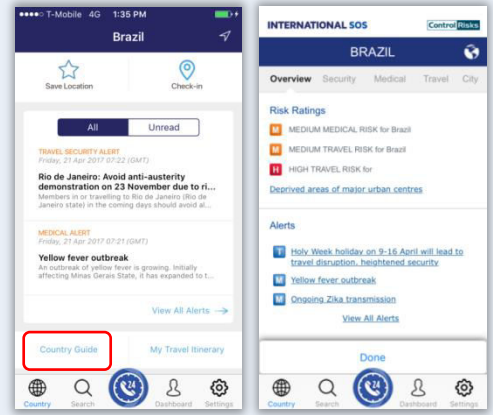 T-Mobile 4G 1:35 PM
Brazil
Save Location
Check-in
All
Unread
TRAVEL SECURITY ALERT
Friday, 21 Apr 2017 07:22 (GMT)
Rio de Janeiro: Avoid anti-austerity
demonstration on 23 November due to ri...
Members in or travelling to Rio de Janeiro (Rio de
Janeiro state) in the coming days should avoid al...
MEDICAL ALERT
Friday, 21 Apr 2017 07:21 (GMT)
Yellow fever outbreak
An outbreak of yellow fever is growing. Initially
affecting Minas Gerais State, it has expanded to t...
View All Alerts
Country Guide
My Travel Itinerary
24
Country
Search
Dashboard
Settings
INTERNATIONAL SOS
Control Risks
BRAZIL
Overview Security Medical Travel City
Risk Ratings
M MEDIUM MEDICAL RISK for Brazil
M MEDIUM TRAVEL RISK for Brazil
H HIGH TRAVEL RISK for
Deprived areas of major urban centres
Alerts
T Holy Week holiday on 9-16 April will lead to
travel disruption, heightened security
M Yellow fever outbreak
M Ongoing Zika transmission
View All Alerts
Done
24
Country
Search
Dashboard
Settings